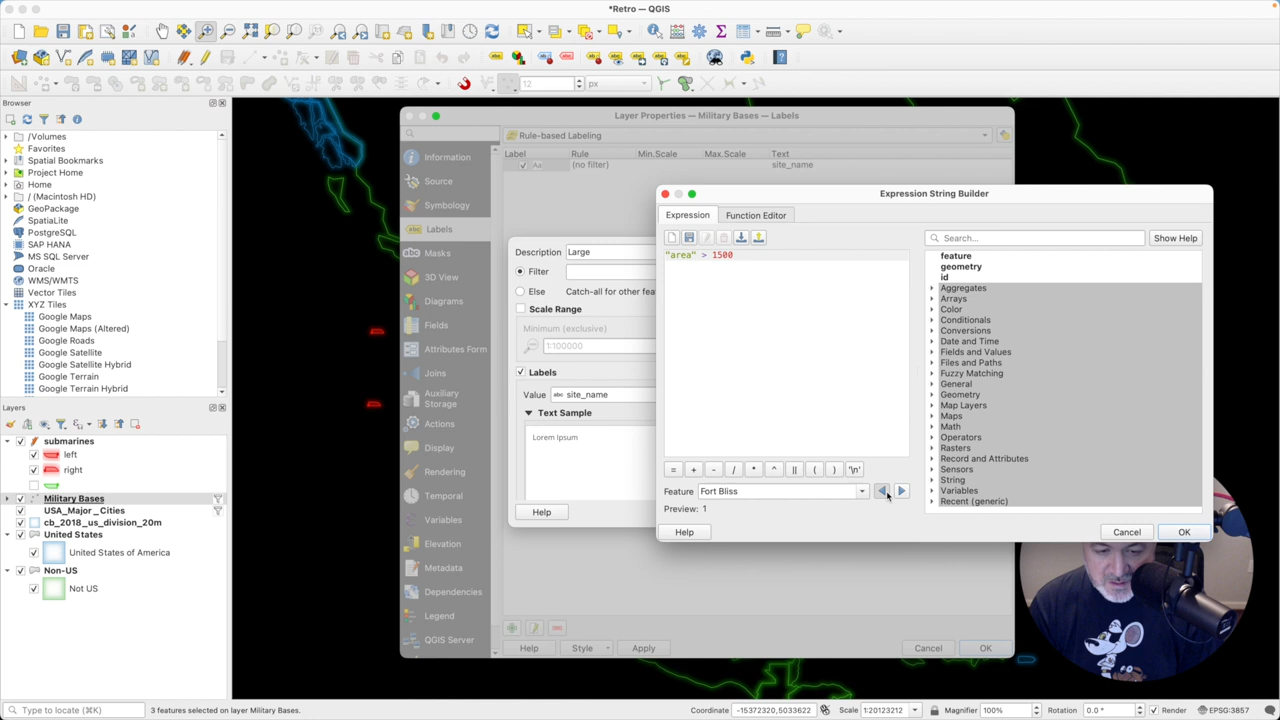 *Retro — QGIS
12
px
Browser
/Volumes
Favorites
Spatial Bookmarks
Project Home
Home
/ (Macintosh HD)
GeoPackage
SpatiaLite
PostgreSQL
SAP HANA
MS SQL Server
Oracle
WMS/WMTS
Vector Tiles
XYZ Tiles
Google Maps
Google Maps (Altered)
Google Roads
Google Satellite
Google Satellite Hybrid
Google Terrain
Google Terrain Hybrid
Layers
submarines
left
right
Military Bases
USA_Major_Cities
cb_2018_us_division_20m
United States
United States of America
Non-US
Not US
Layer Properties — Military Bases — Labels
Information
Source
Symbology
Labels
Masks
3D View
Diagrams
Fields
Attributes Form
Joins
Auxiliary
Storage
Actions
Display
Rendering
Temporal
Variables
Elevation
Metadata
Dependencies
Legend
QGIS Server
Rule-based Labeling
Label Rule Min.Scale Max.Scale Text
(no filter) site_name
Description Large
Filter
Else Catch-all for other fea
Scale Range
Minimum (exclusive)
1:100000
Labels
Value abc site_name
Text Sample
Lorem Ipsum
Help
Help Style Apply Cancel OK
Expression String Builder
Expression Function Editor
"area" > 1500
= + - / * ^ || ( ) '\n'
Feature Fort Bliss
Preview: 1
Help
Search... Show Help
feature
geometry
id
Aggregates
Arrays
Color
Conditionals
Conversions
Date and Time
Fields and Values
Files and Paths
Fuzzy Matching
General
Geometry
Map Layers
Maps
Math
Operators
Rasters
Record and Attributes
Sensors
String
Variables
Recent (generic)
Cancel OK
Type to locate (⌘K) 3 features selected on layer Military Bases. Coordinate -15372320,5033622 Scale 1:20123212 Magnifier 100% Rotation 0.0 ° Render EPSG:3857